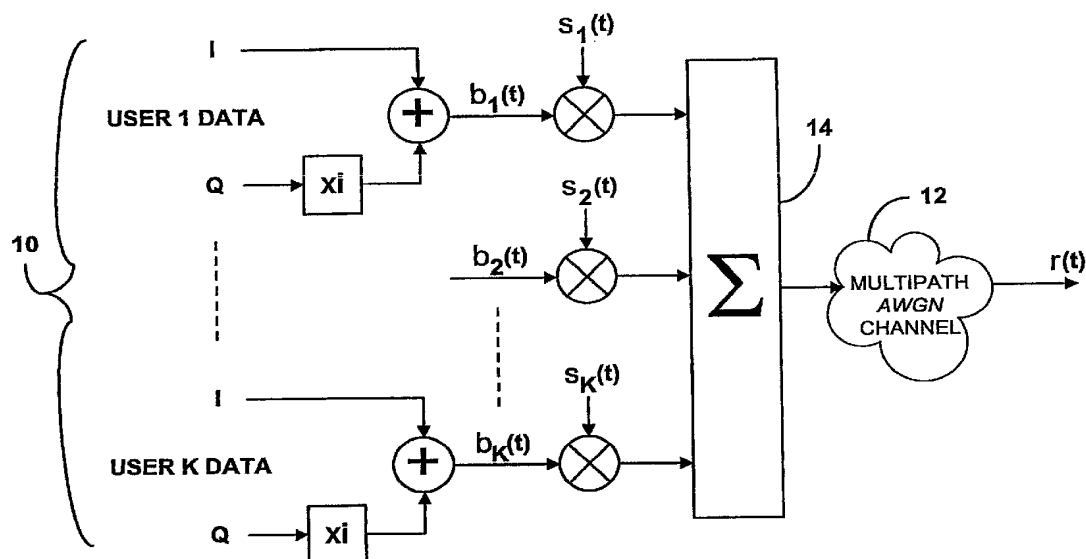 I
USER 1 DATA
Q
xi
+
b1(t)
s1(t)
s2(t)
b2(t)
10
14
12
Σ
MULTIPATH
AWGN
CHANNEL
r(t)
I
USER K DATA
Q
xi
+
bK(t)
sK(t)